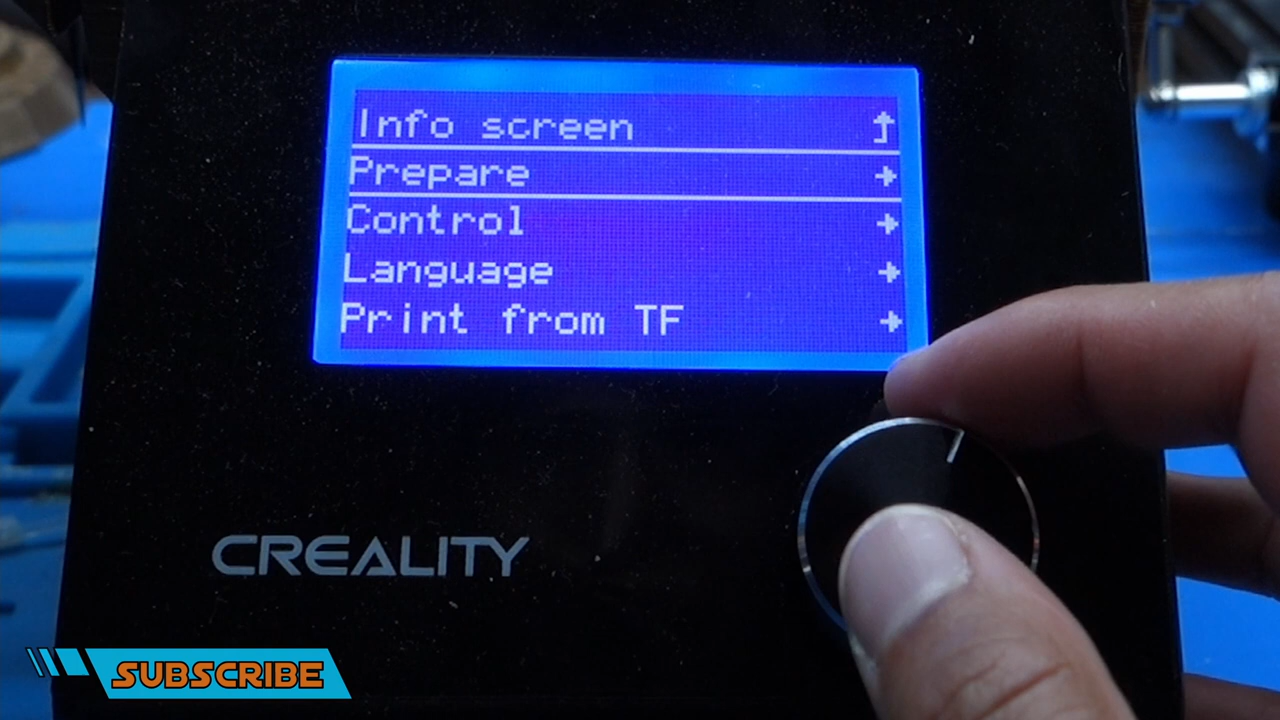 Info screen
Prepare
Control
Language
Print from TF
CREALITY
SUBSCRIBE